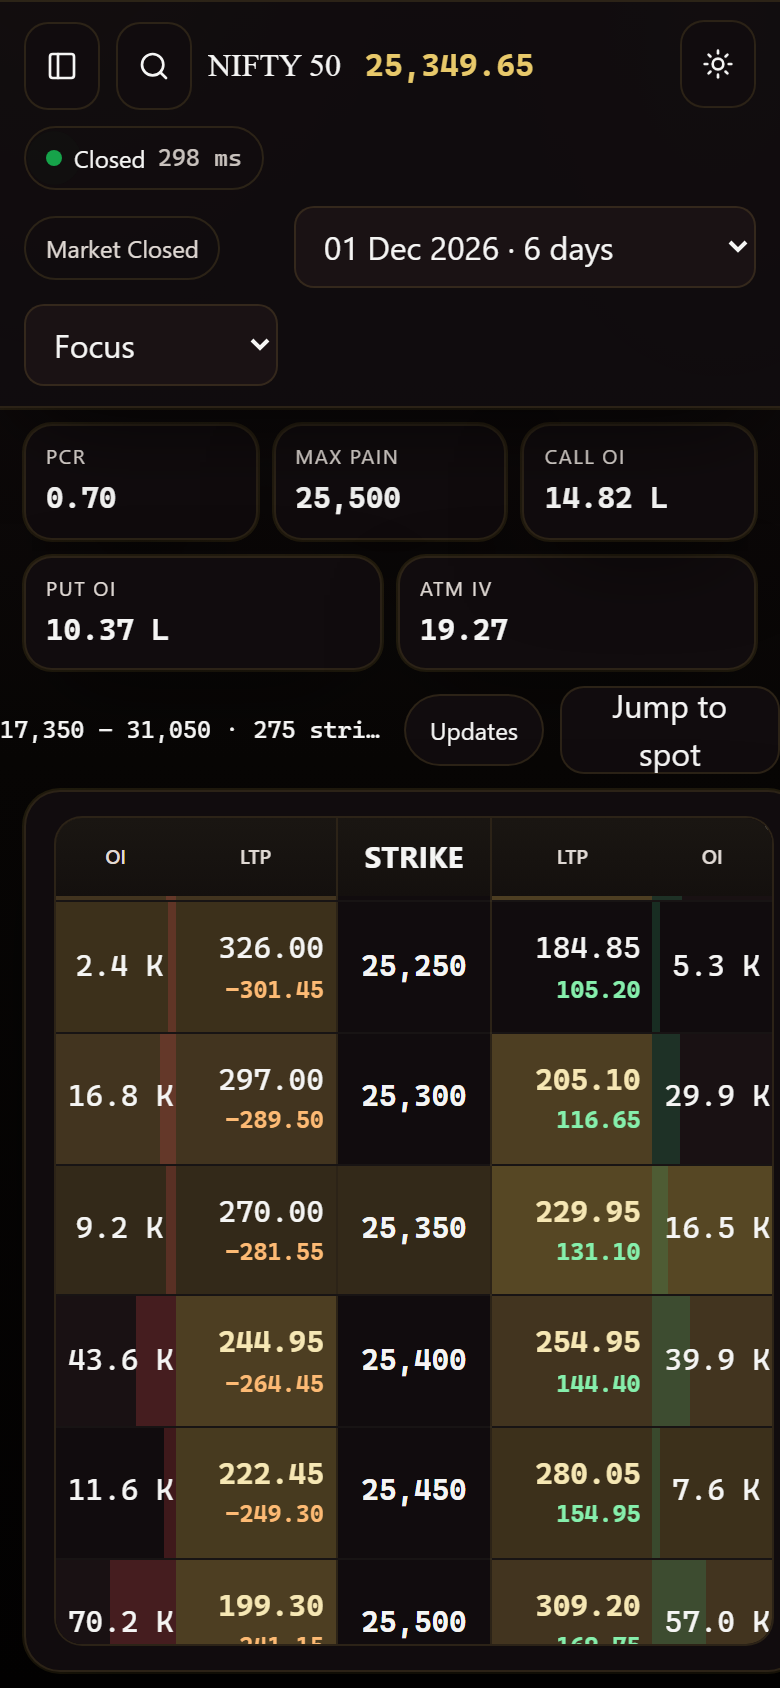 NIFTY 50 25,349.65
Closed 298 ms
Market Closed
01 Dec 2026 · 6 days
Focus
PCR
0.70
MAX PAIN
25,500
CALL OI
14.82 L
PUT OI
10.37 L
ATM IV
19.27
17,350 – 31,050 · 275 stri…
Updates
Jump to
spot
OI LTP STRIKE LTP OI
2.4 K 326.00 25,250 184.85 5.3 K
−301.45 105.20
16.8 K 297.00 25,300 205.10 29.9 K
−289.50 116.65
9.2 K 270.00 25,350 229.95 16.5 K
−281.55 131.10
43.6 K 244.95 25,400 254.95 39.9 K
−264.45 144.40
11.6 K 222.45 25,450 280.05 7.6 K
−249.30 154.95
70.2 K 199.30 25,500 309.20 57.0 K